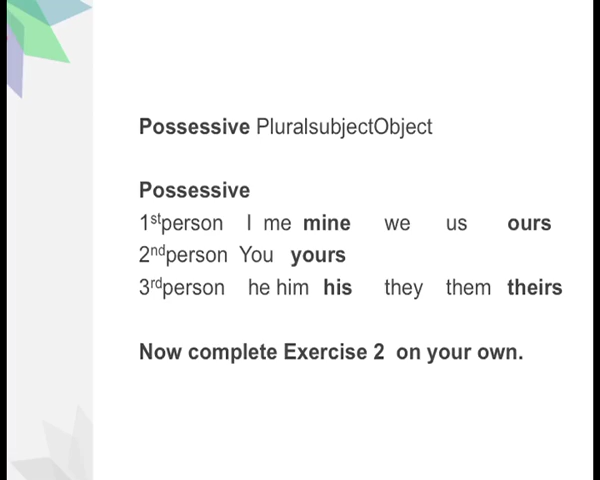 Possessive PluralsubjectObject
Possessive
1stperson I me mine we us ours
2ndperson You yours
3rdperson he him his they them theirs
Now complete Exercise 2 on your own.